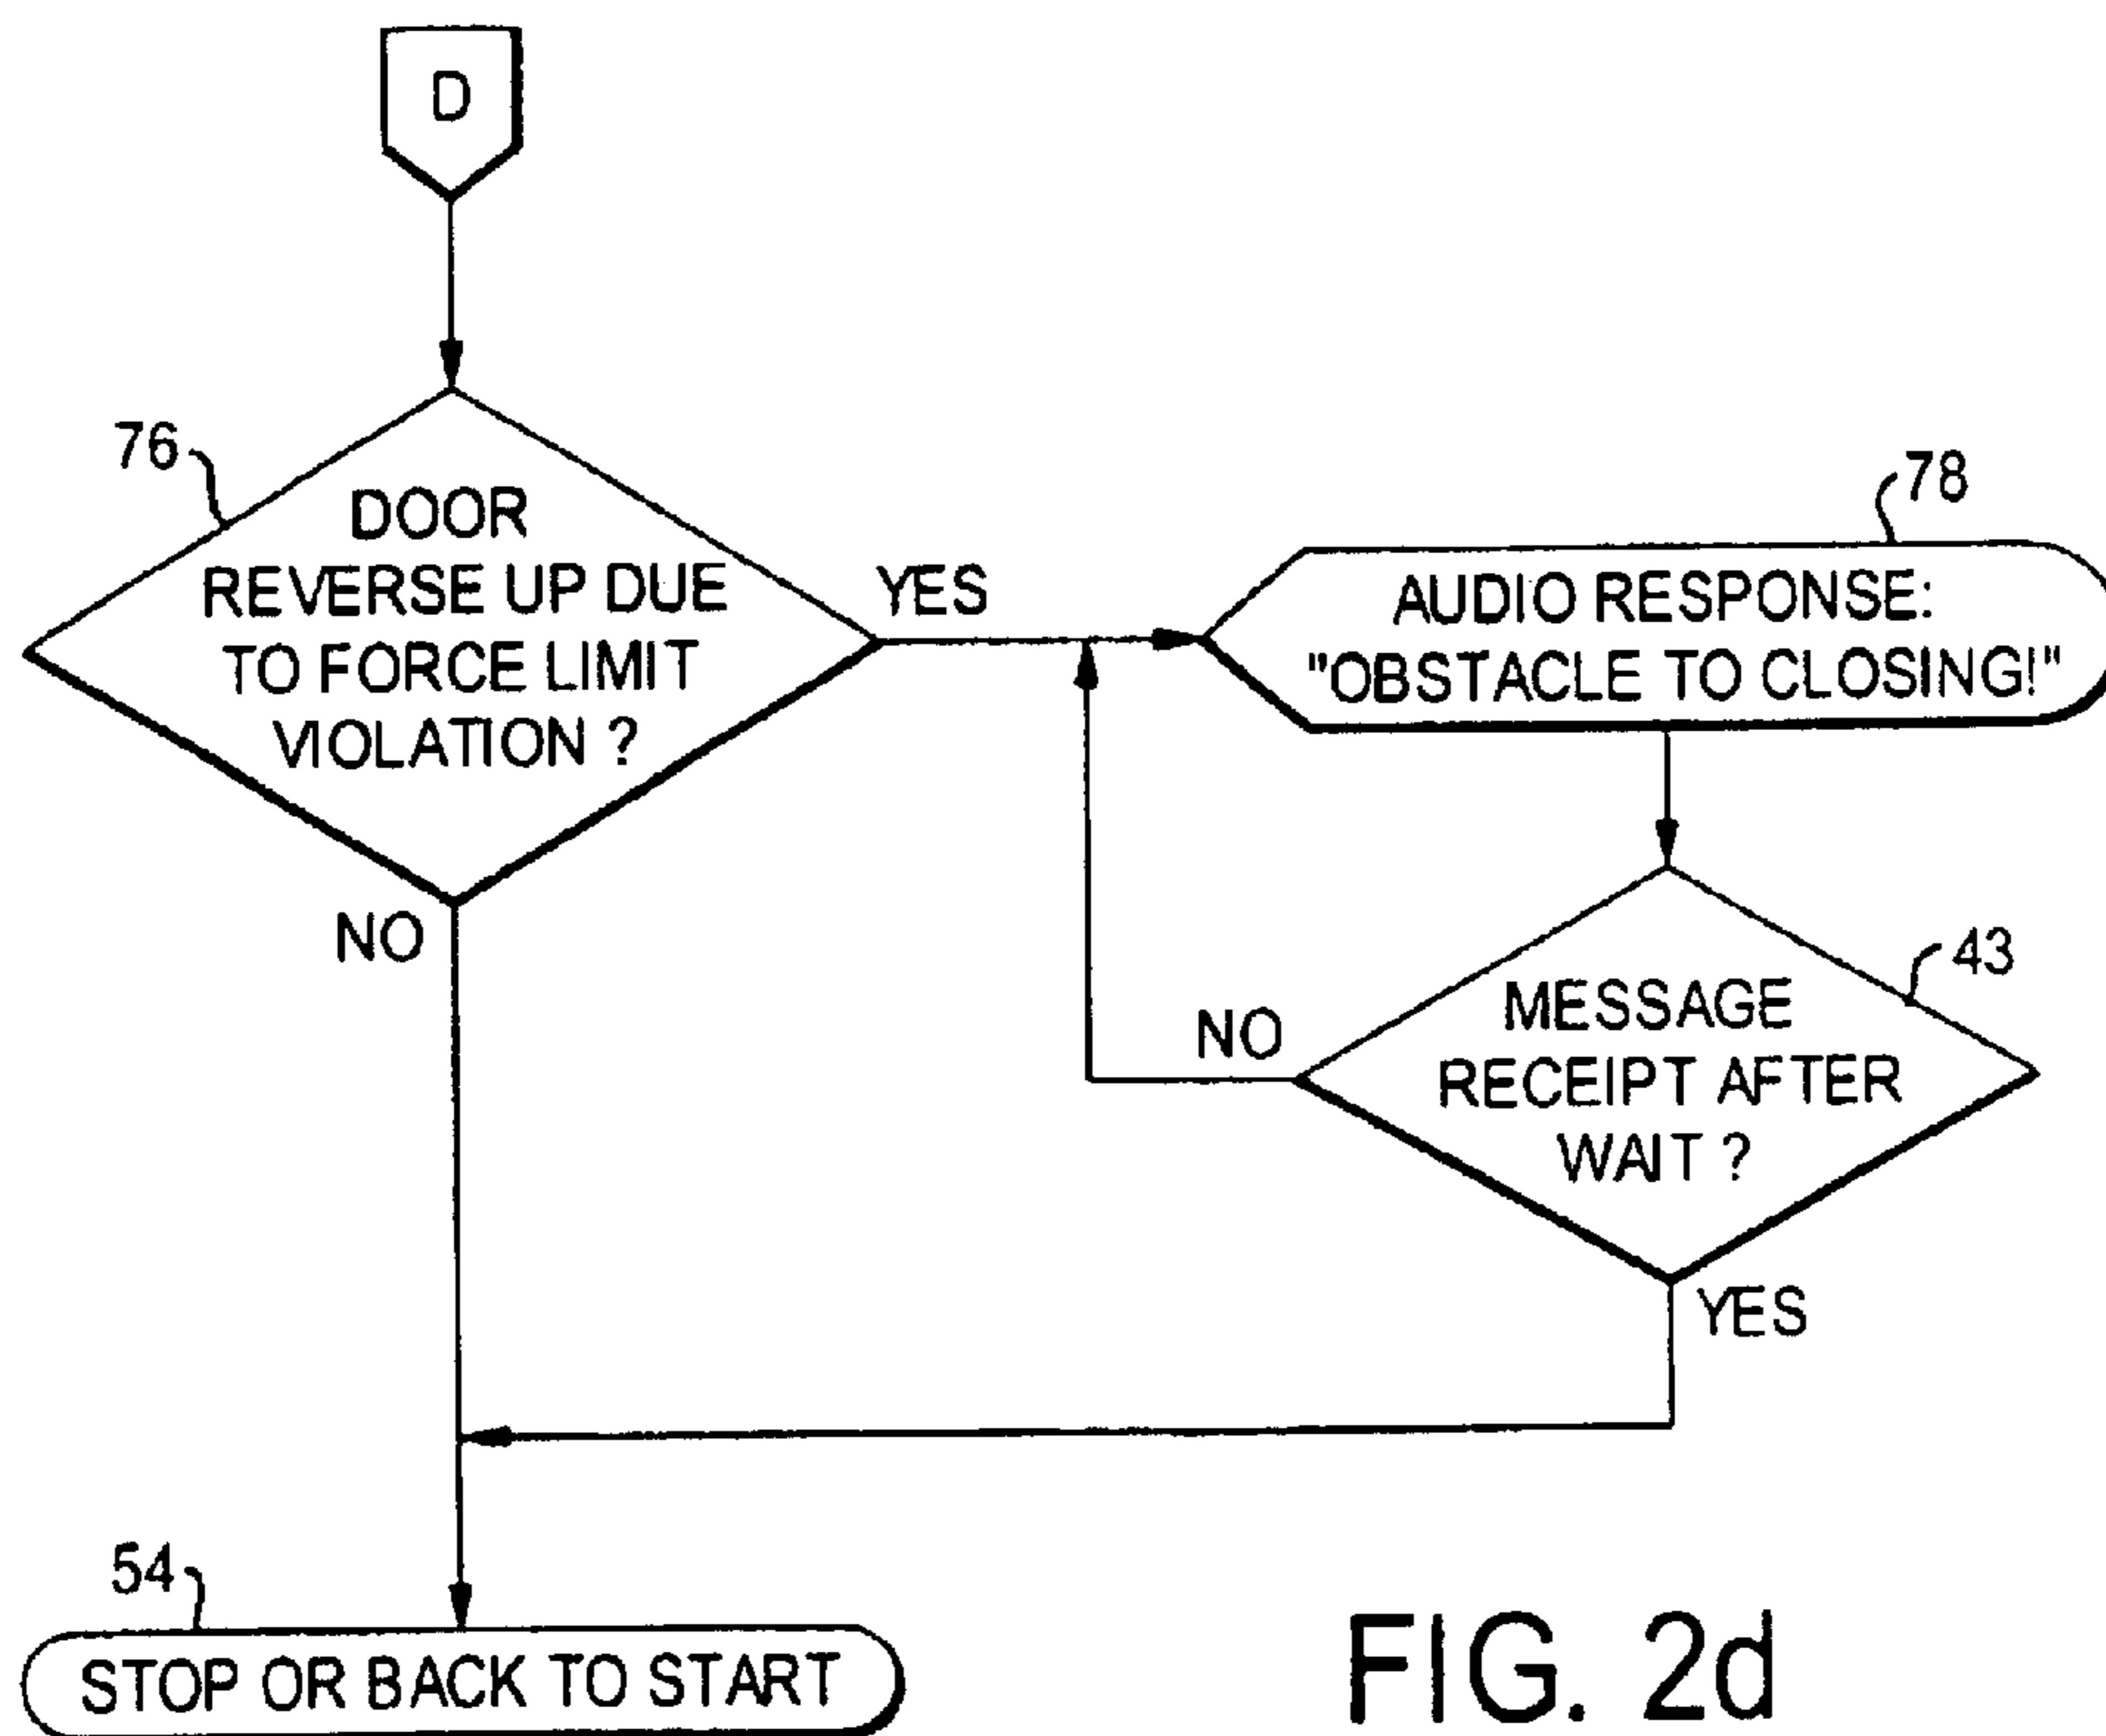 D
76
DOOR
REVERSE UP DUE
TO FORCE LIMIT
VIOLATION ?
YES
NO
78
AUDIO RESPONSE:
"OBSTACLE TO CLOSING!"
43
MESSAGE
RECEIPT AFTER
WAIT ?
NO
YES
54
STOP OR BACK TO START
FIG. 2d